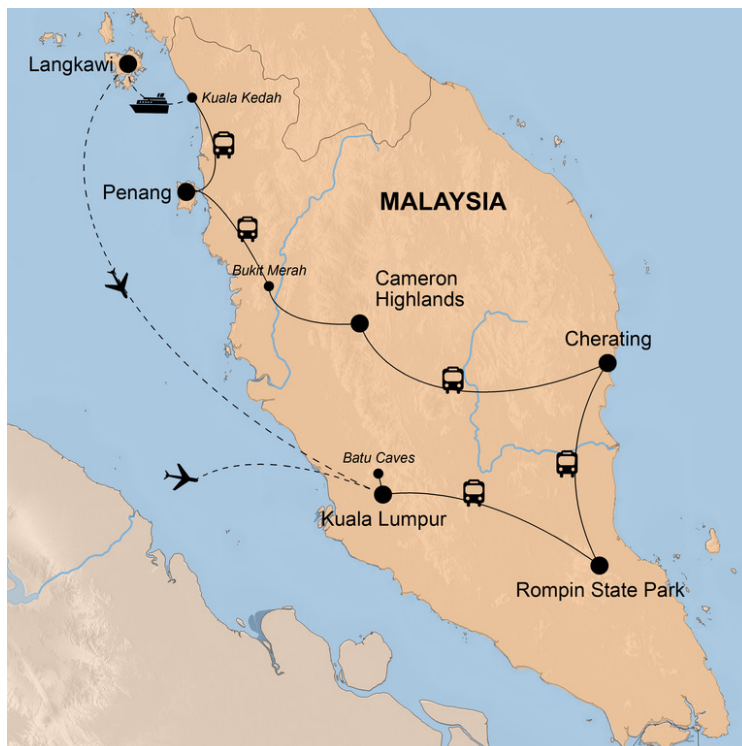 Langkawi
Kuala Kedah
Penang
MALAYSIA
Bukit Merah
Cameron
Highlands
Cherating
Batu Caves
Kuala Lumpur
Rompin State Park